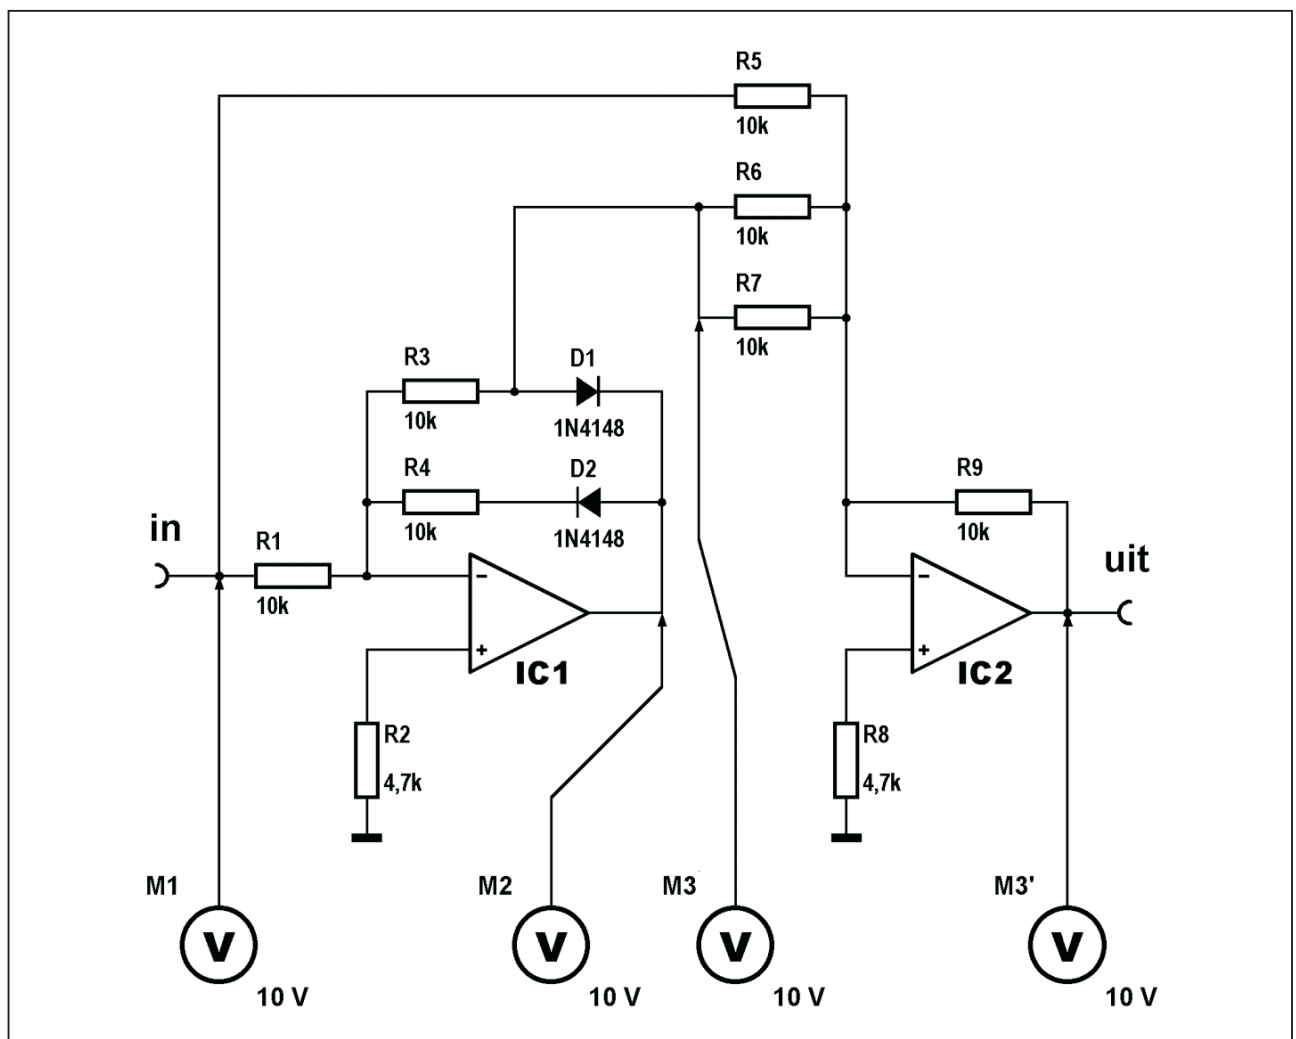 R5
10k
R6
10k
R7
10k
R3
D1
10k
1N4148
R4
D2
10k
1N4148
R9
10k
in
R1
10k
−
+
IC1
uit
−
+
IC2
R2
4,7k
R8
4,7k
M1
M2
M3
M3'
V
V
V
V
10 V
10 V
10 V
10 V